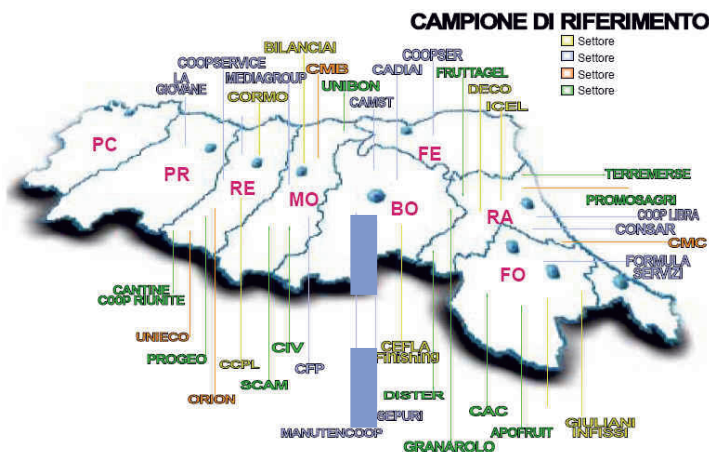 CAMPIONE DI RIFERIMENTO
Settore
Settore
Settore
Settore
BILANCIAI
COOPSERVICE
COOPSER
LA
GIOVANE
MEDIAGROUP
CMB
CADIAI
FRUTTAGEL
CORMO
UNIBON
DECO
CAMST
ICEL
PC
PR
RE
MO
BO
FE
RA
FO
TERREMERSE
PROMOSAGRI
COOP LIBRA
CONSAR
CMC
FORMULA
SERVIZI
CANTINE
COOP RIUNITE
UNIECO
PROGEO
CCPL
CIV
SCAM
CFP
ORION
CEFLA
Finishing
DISTER
MANUTENCOOP
GRANAROLO
CAC
APOFRUIT
GIULIANI
INFISSI